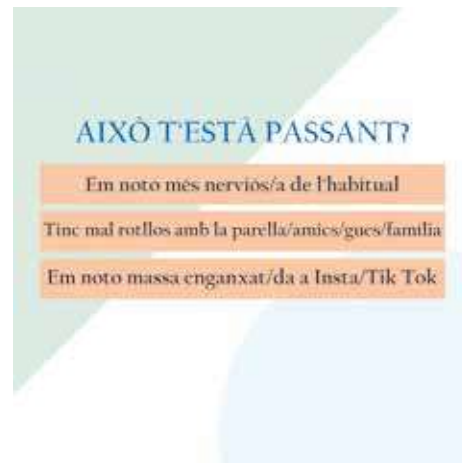 AIXÒ T'ESTÀ PASSANT?
Em noto més nerviós/a de l'habitual
Tinc mal rotllos amb la parella/amics/gues/família
Em noto massa enganxat/da a Insta/Tik Tok